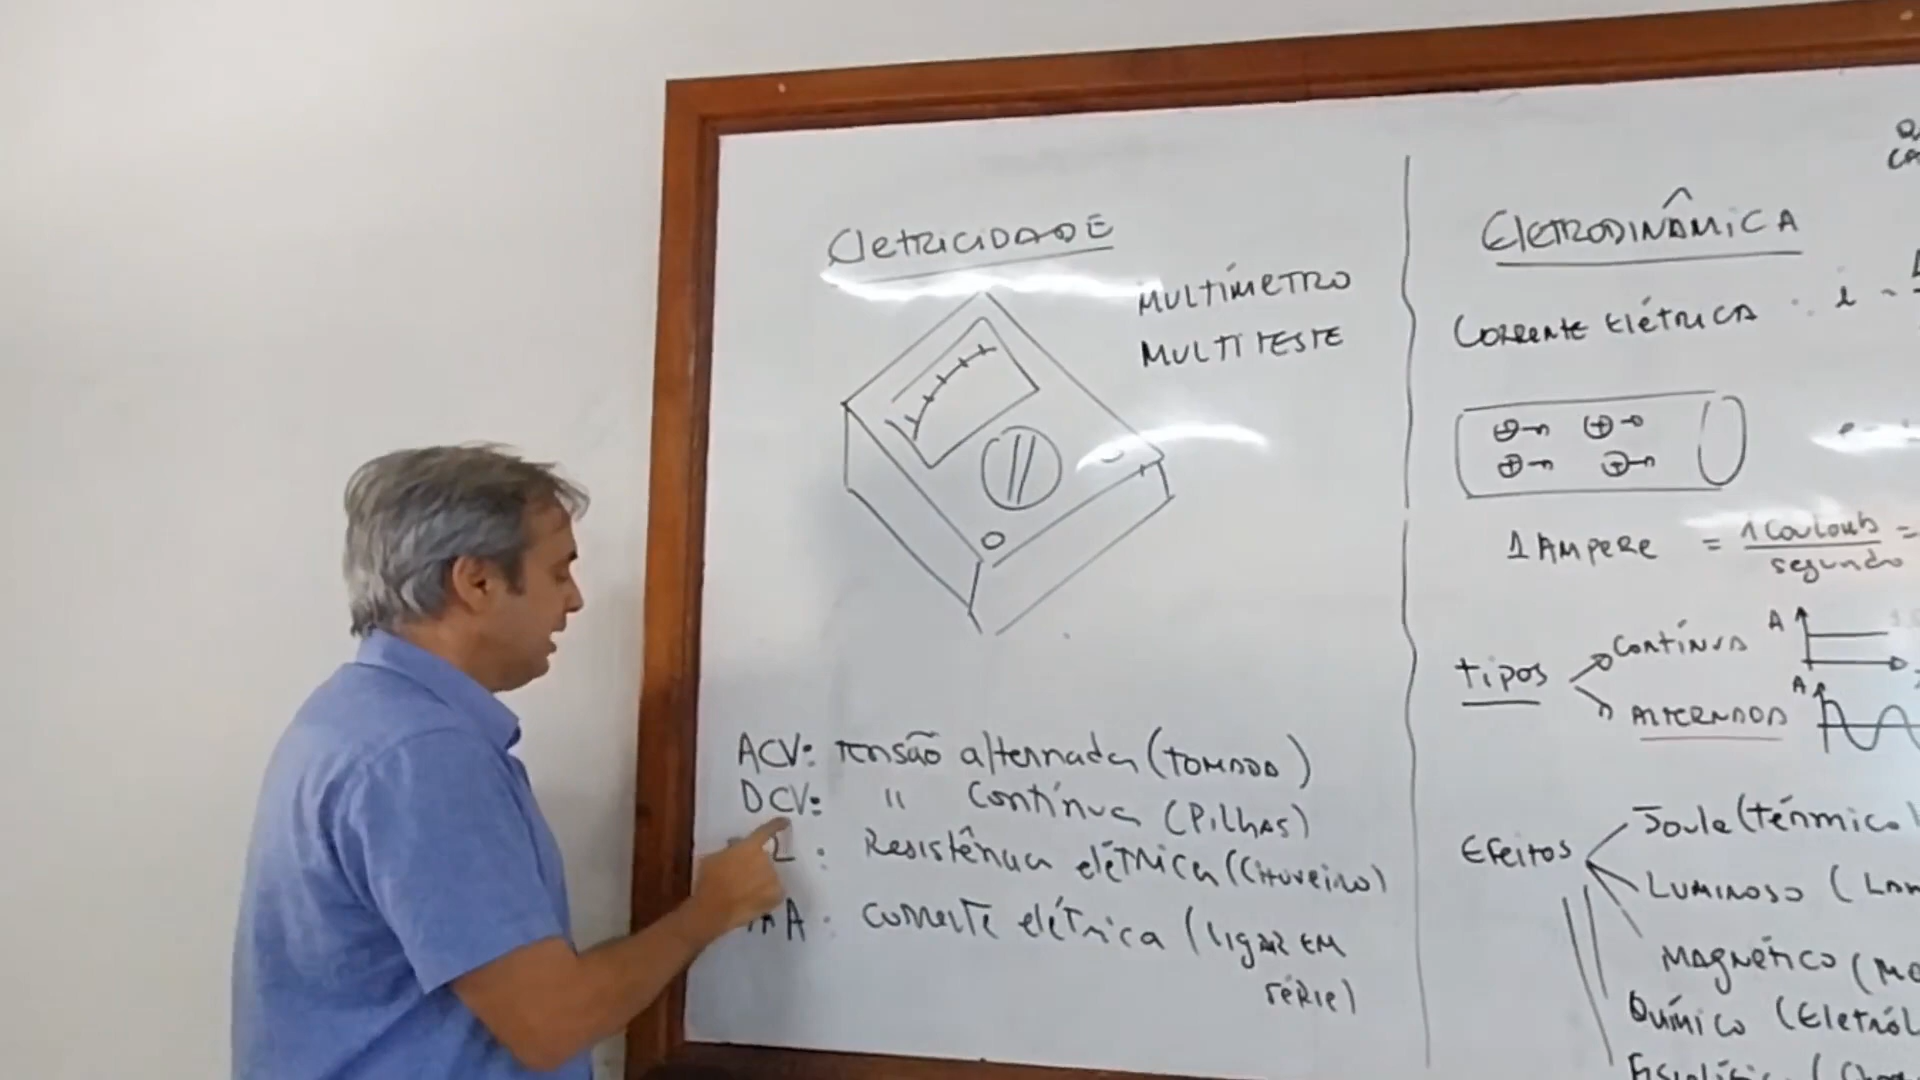 Eletricidade
MULTÍMETRO
MULTITESTE
ACV: Tensão alternada (TOMADA)
DCV: " Contínua (Pilhas)
Resistência elétrica (Chuveiro)
A: Corrente elétrica (ligar em
série)
Eletrodinâmica
Corrente Elétrica: i =
1 Ampere = 1 Coulomb =
segundo
tipos
Contínua
A
Alternada
A
Efeitos
Joule (térmico)
Luminoso (
Magnético (
Químico (